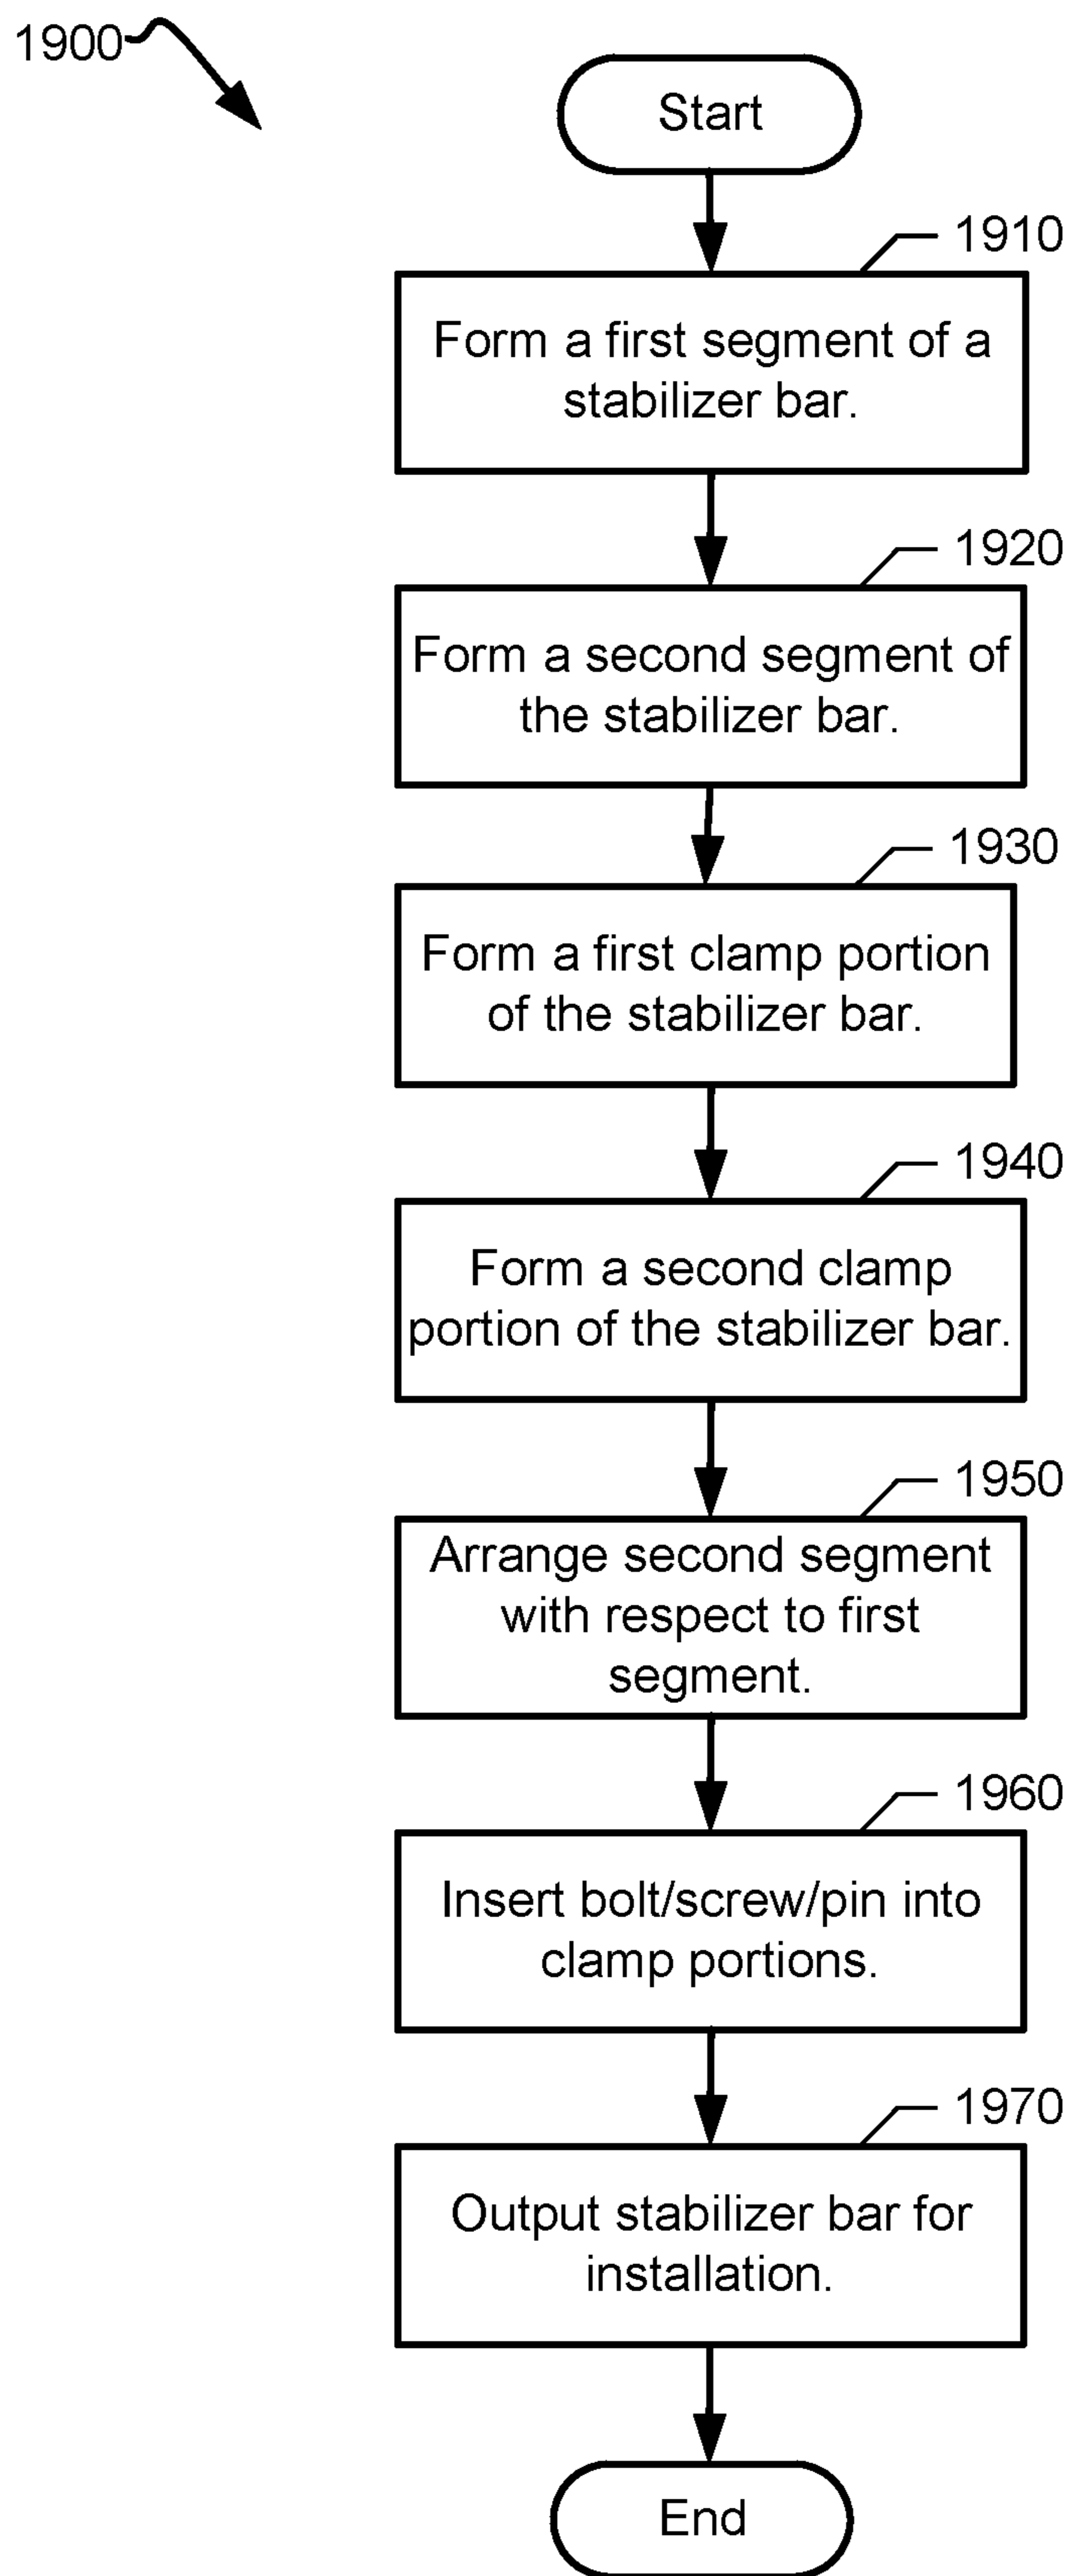 1900
Start
1910
Form a first segment of a
stabilizer bar.
1920
Form a second segment of
the stabilizer bar.
1930
Form a first clamp portion
of the stabilizer bar.
1940
Form a second clamp
portion of the stabilizer bar.
1950
Arrange second segment
with respect to first
segment.
1960
Insert bolt/screw/pin into
clamp portions.
1970
Output stabilizer bar for
installation.
End